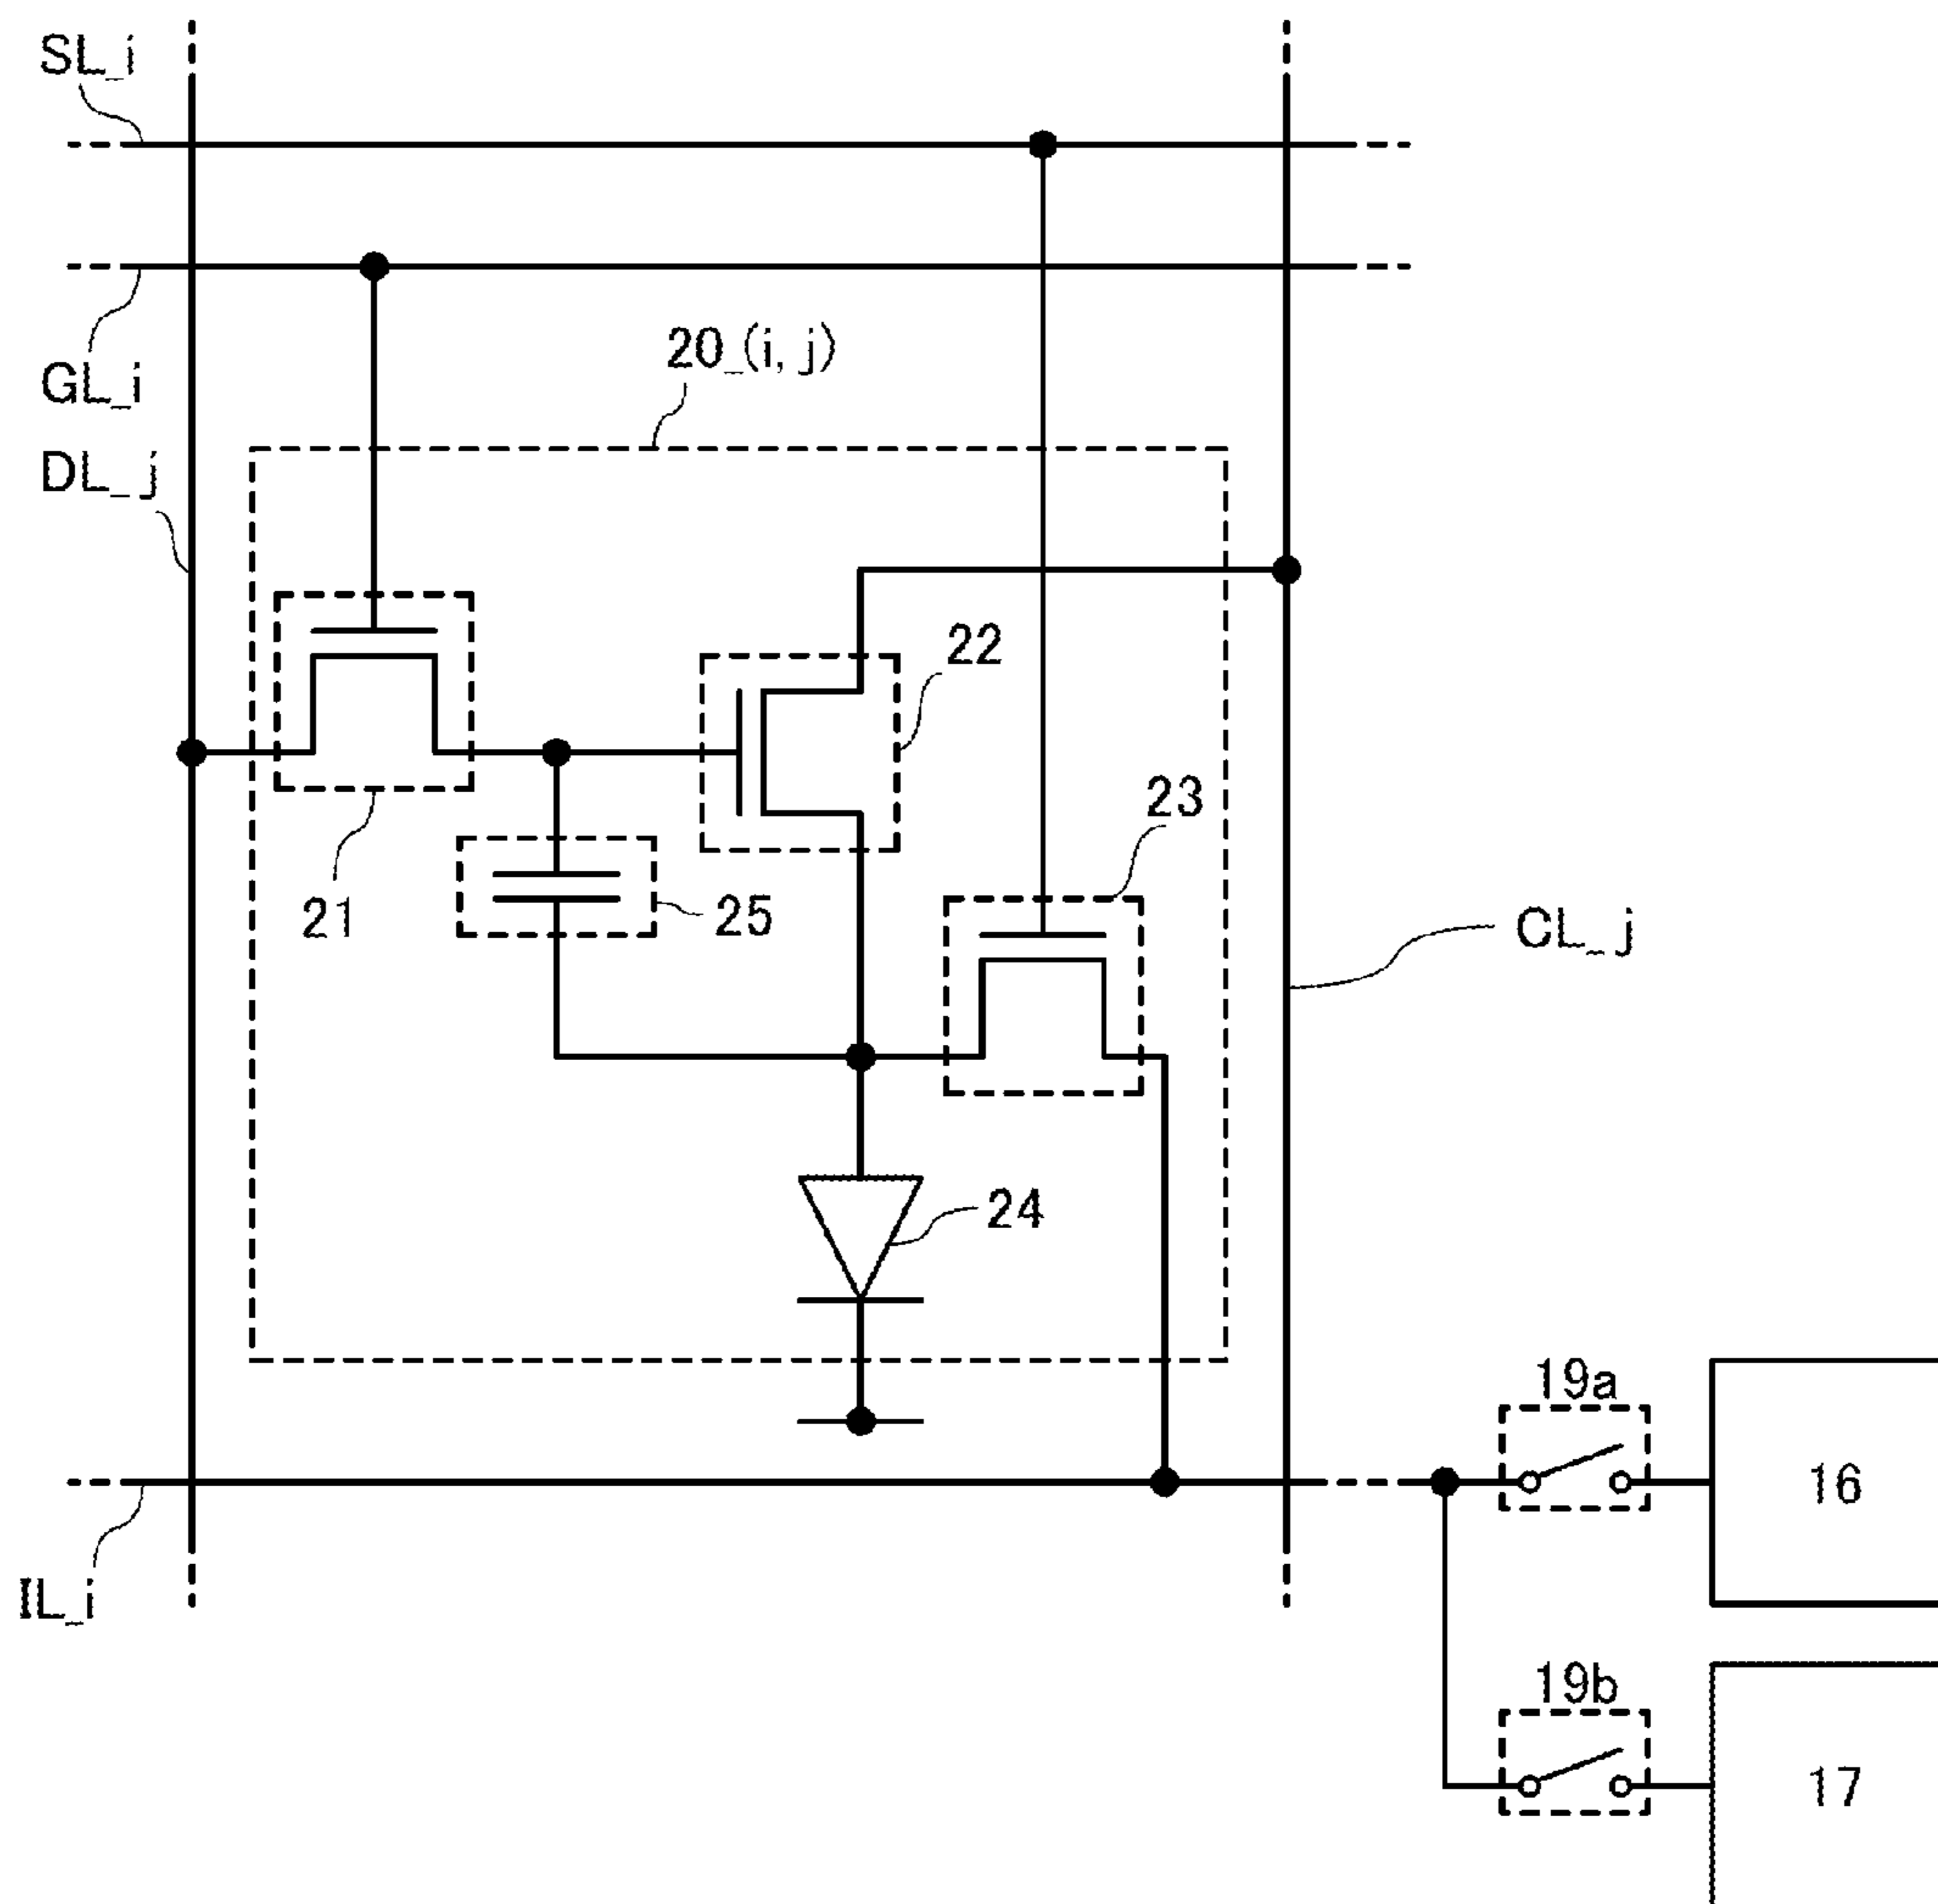 SL_i
GL_i
20_(i, j)
DL_j
22
23
21
25
CL_j
24
19a
16
IL_i
19b
17